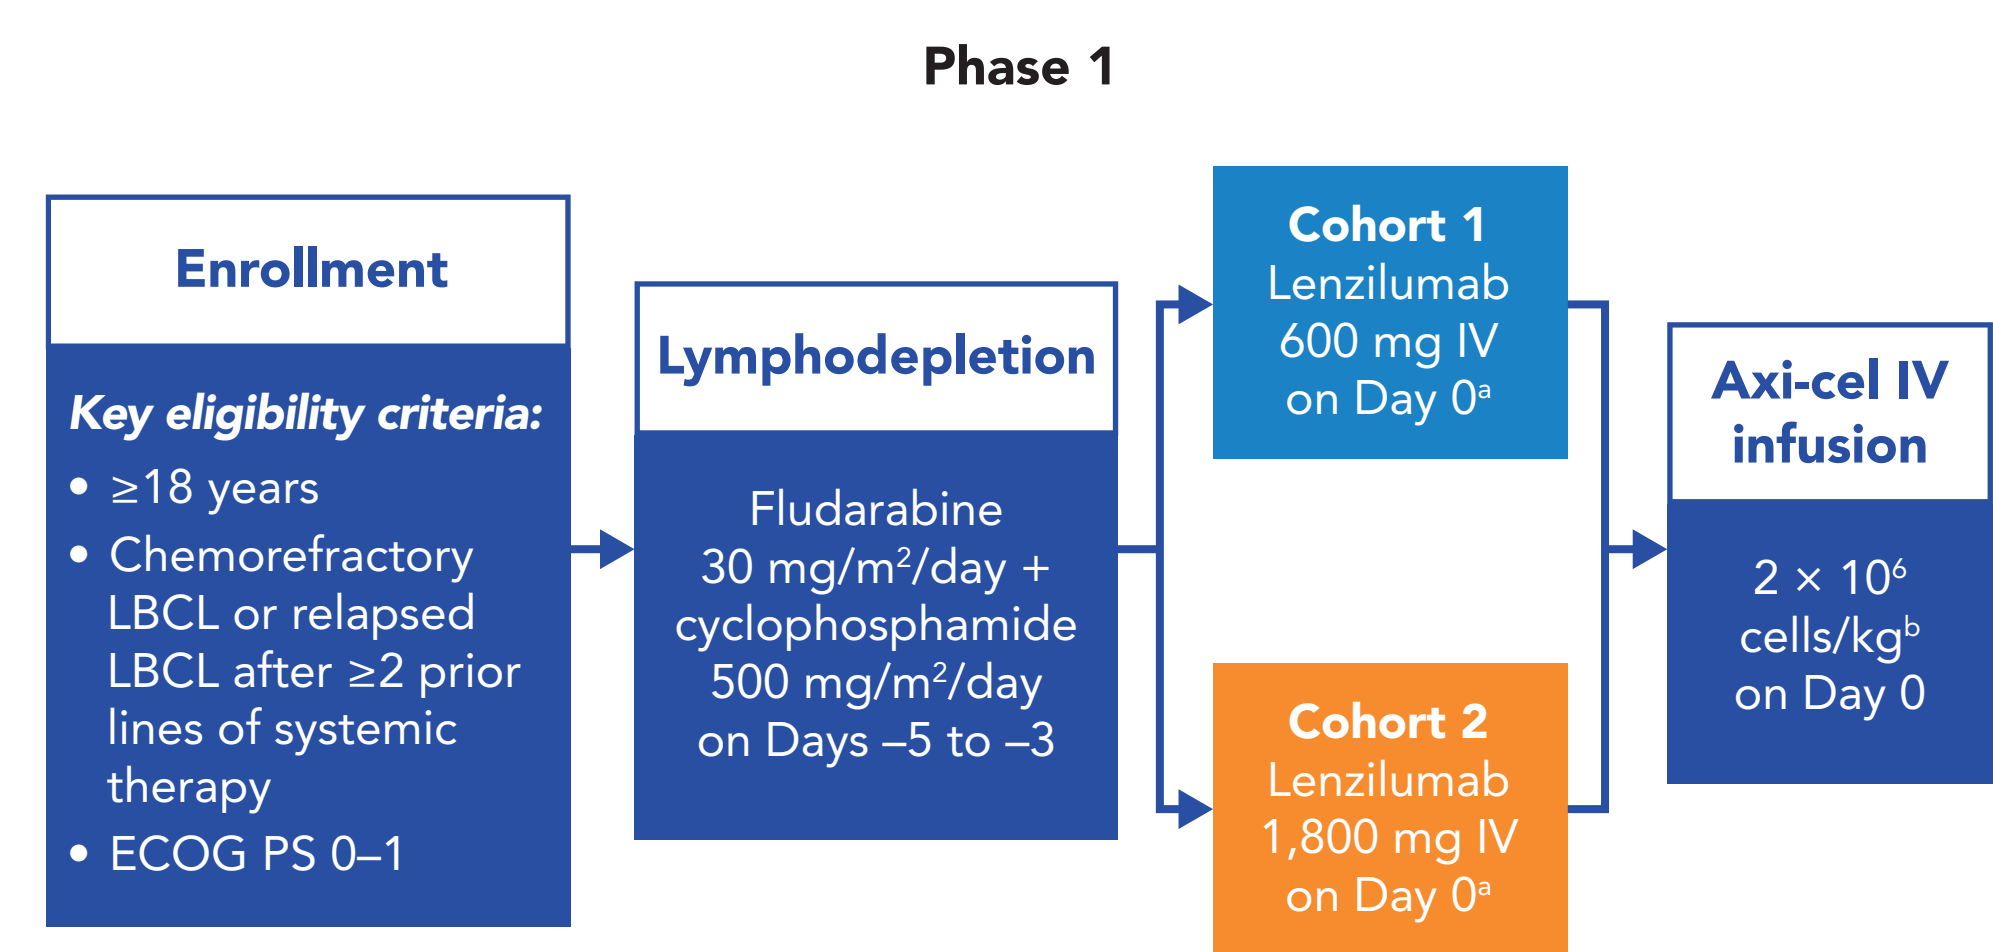 Phase 1
Enrollment
Key eligibility criteria:
• ≥18 years
• Chemorefractory
LBCL or relapsed
LBCL after ≥2 prior
lines of systemic
therapy
• ECOG PS 0–1
Lymphodepletion
Fludarabine
30 mg/m²/day +
cyclophosphamide
500 mg/m²/day
on Days –5 to –3
Cohort 1
Lenzilumab
600 mg IV
on Day 0ᵃ
Cohort 2
Lenzilumab
1,800 mg IV
on Day 0ᵃ
Axi-cel IV
infusion
2 × 10⁶
cells/kgᵇ
on Day 0